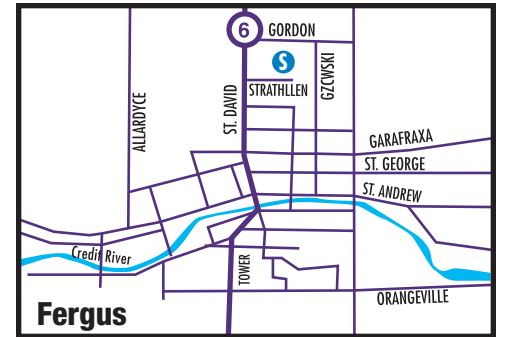 6
GORDON
S
STRATHLLEN
GZCWSKI
ALLARDYCE
ST. DAVID
GARAFRAXA
ST. GEORGE
ST. ANDREW
Credit River
TOWER
ORANGEVILLE
Fergus